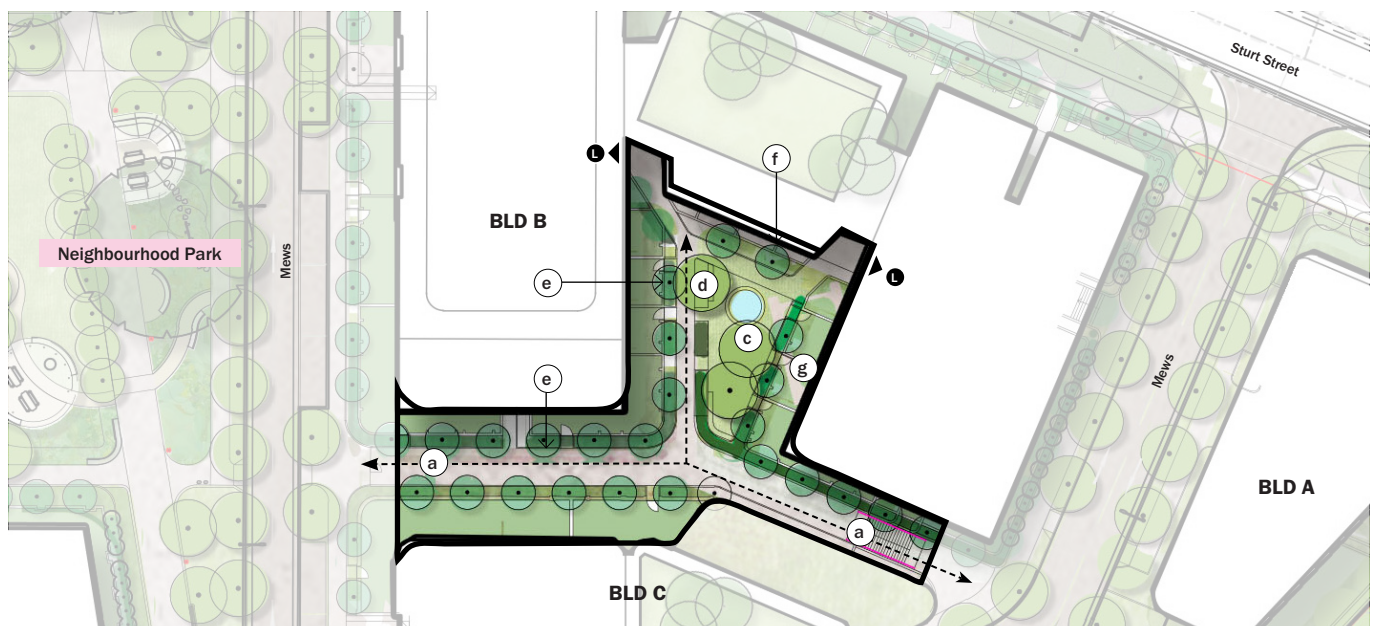 Sturt Street
L
f
BLD B
Neighbourhood Park
Mews
L
e
d
c
g
Mews
e
a
BLD A
a
BLD C